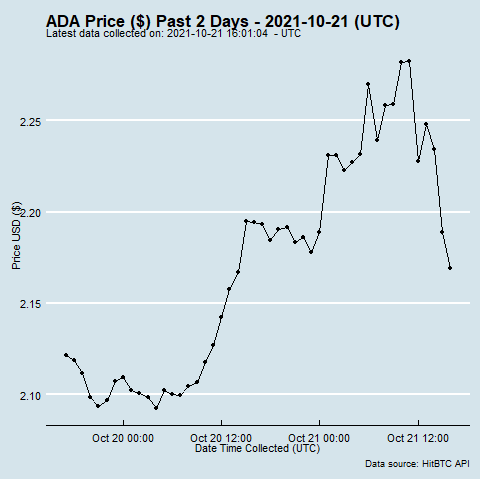 ADA Price ($) Past 2 Days - 2021-10-21 (UTC)
Latest data collected on: 2021-10-21 16:01:04 - UTC
Price USD ($)
2.25
2.20
2.15
2.10
Oct 20 00:00 Oct 20 12:00 Oct 21 00:00 Oct 21 12:00
Date Time Collected (UTC)
Data source: HitBTC API